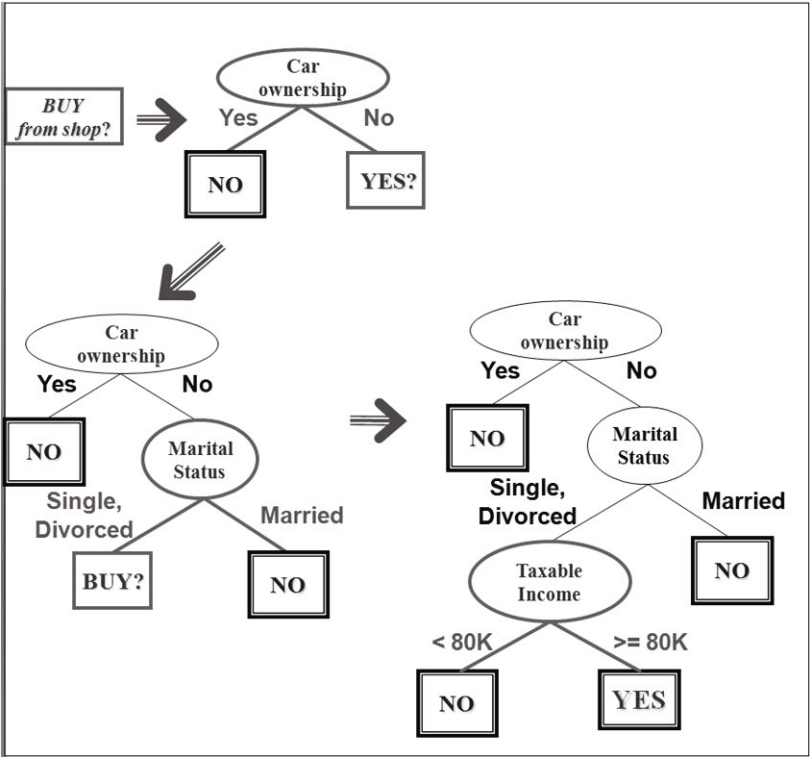 Car
ownership
BUY
from shop?
Yes
No
NO
YES?
Car
ownership
Yes
No
NO
Marital
Status
Single,
Divorced
Married
BUY?
NO
Car
ownership
Yes
No
NO
Marital
Status
Single,
Divorced
Married
Taxable
Income
NO
< 80K
>= 80K
NO
YES